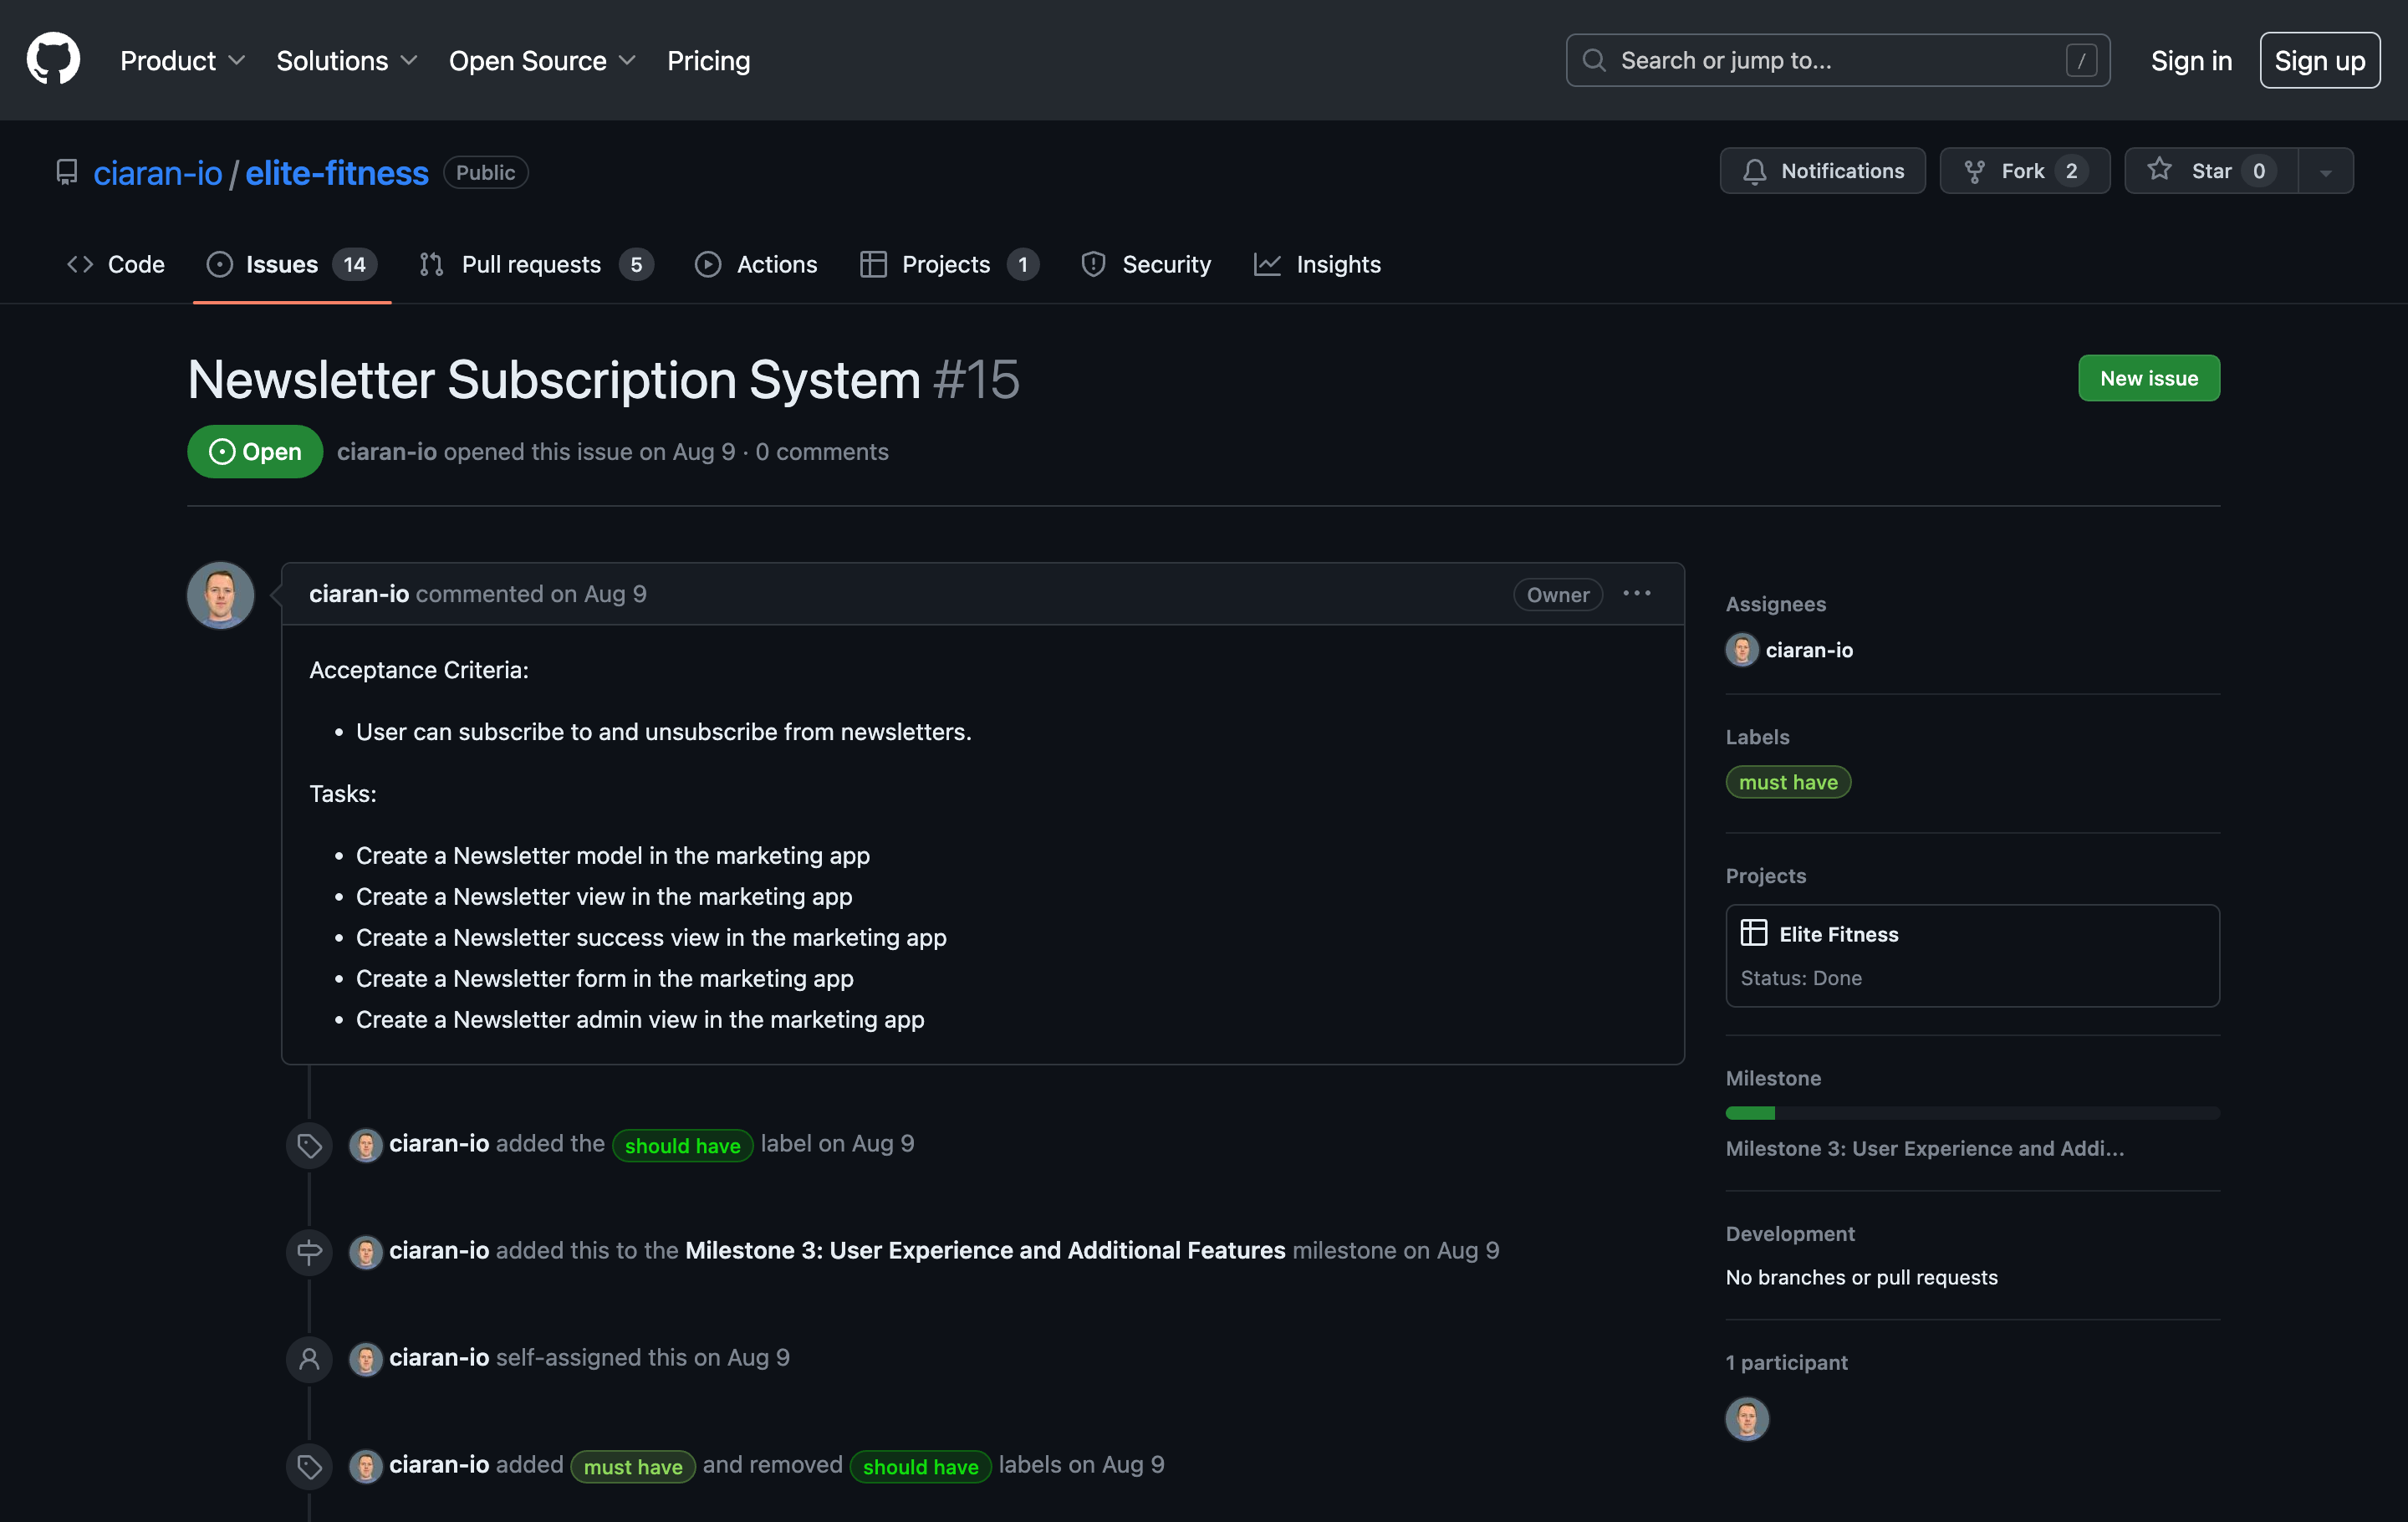 Product Solutions Open Source Pricing Search or jump to... / Sign in Sign up
ciaran-io / elite-fitness Public Notifications Fork 2 Star 0
Code Issues 14 Pull requests 5 Actions Projects 1 Security Insights
Newsletter Subscription System #15
New issue
Open ciaran-io opened this issue on Aug 9 · 0 comments
ciaran-io commented on Aug 9 Owner ...
Acceptance Criteria:
• User can subscribe to and unsubscribe from newsletters.
Tasks:
• Create a Newsletter model in the marketing app
• Create a Newsletter view in the marketing app
• Create a Newsletter success view in the marketing app
• Create a Newsletter form in the marketing app
• Create a Newsletter admin view in the marketing app
ciaran-io added the should have label on Aug 9
ciaran-io added this to the Milestone 3: User Experience and Additional Features milestone on Aug 9
ciaran-io self-assigned this on Aug 9
ciaran-io added must have and removed should have labels on Aug 9
Assignees
ciaran-io
Labels
must have
Projects
Elite Fitness
Status: Done
Milestone
Milestone 3: User Experience and Addi...
Development
No branches or pull requests
1 participant